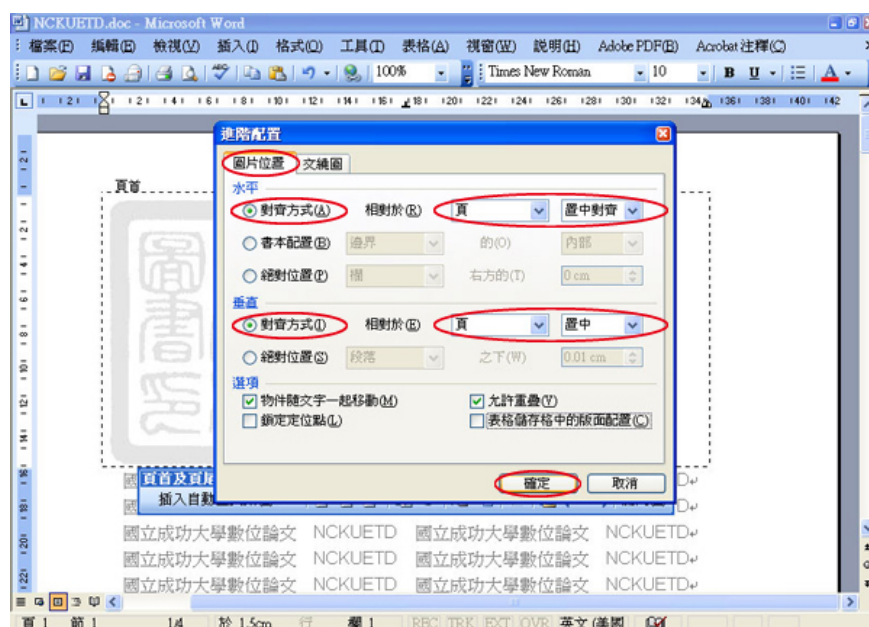 NCKUETD.doc - Microsoft Word
檔案(F) 編輯(E) 檢視(V) 插入(I) 格式(O) 工具(T) 表格(A) 視窗(W) 說明(H) Adobe PDF(B) Acrobat 注釋(C)
100% Times New Roman 10 B U A
進階配置
圖片位置 文繞圖
頁首
水平
對齊方式(A) 相對於(R) 頁 置中對齊
書本配置(B) 邊界 的(O) 內部
絕對位置(P) 欄 右方的(T) 0 cm
垂直
對齊方式(I) 相對於(E) 頁 置中
絕對位置(S) 段落 之下(W) 0.01 cm
選項
物件隨文字一起移動(M) 允許重疊(V)
鎖定定位點(L) 表格儲存格中的版面配置(C)
確定 取消
圖書
國 頁首及頁尾 D
插入自動 D
國立成功大學數位論文 NCKUETD 國立成功大學數位論文 NCKUETD
國立成功大學數位論文 NCKUETD 國立成功大學數位論文 NCKUETD
國立成功大學數位論文 NCKUETD 國立成功大學數位論文 NCKUETD
頁 1 節 1 1/4 於 1.5cm 行 欄 1 REC TRK EXT OVR 英文 (美國